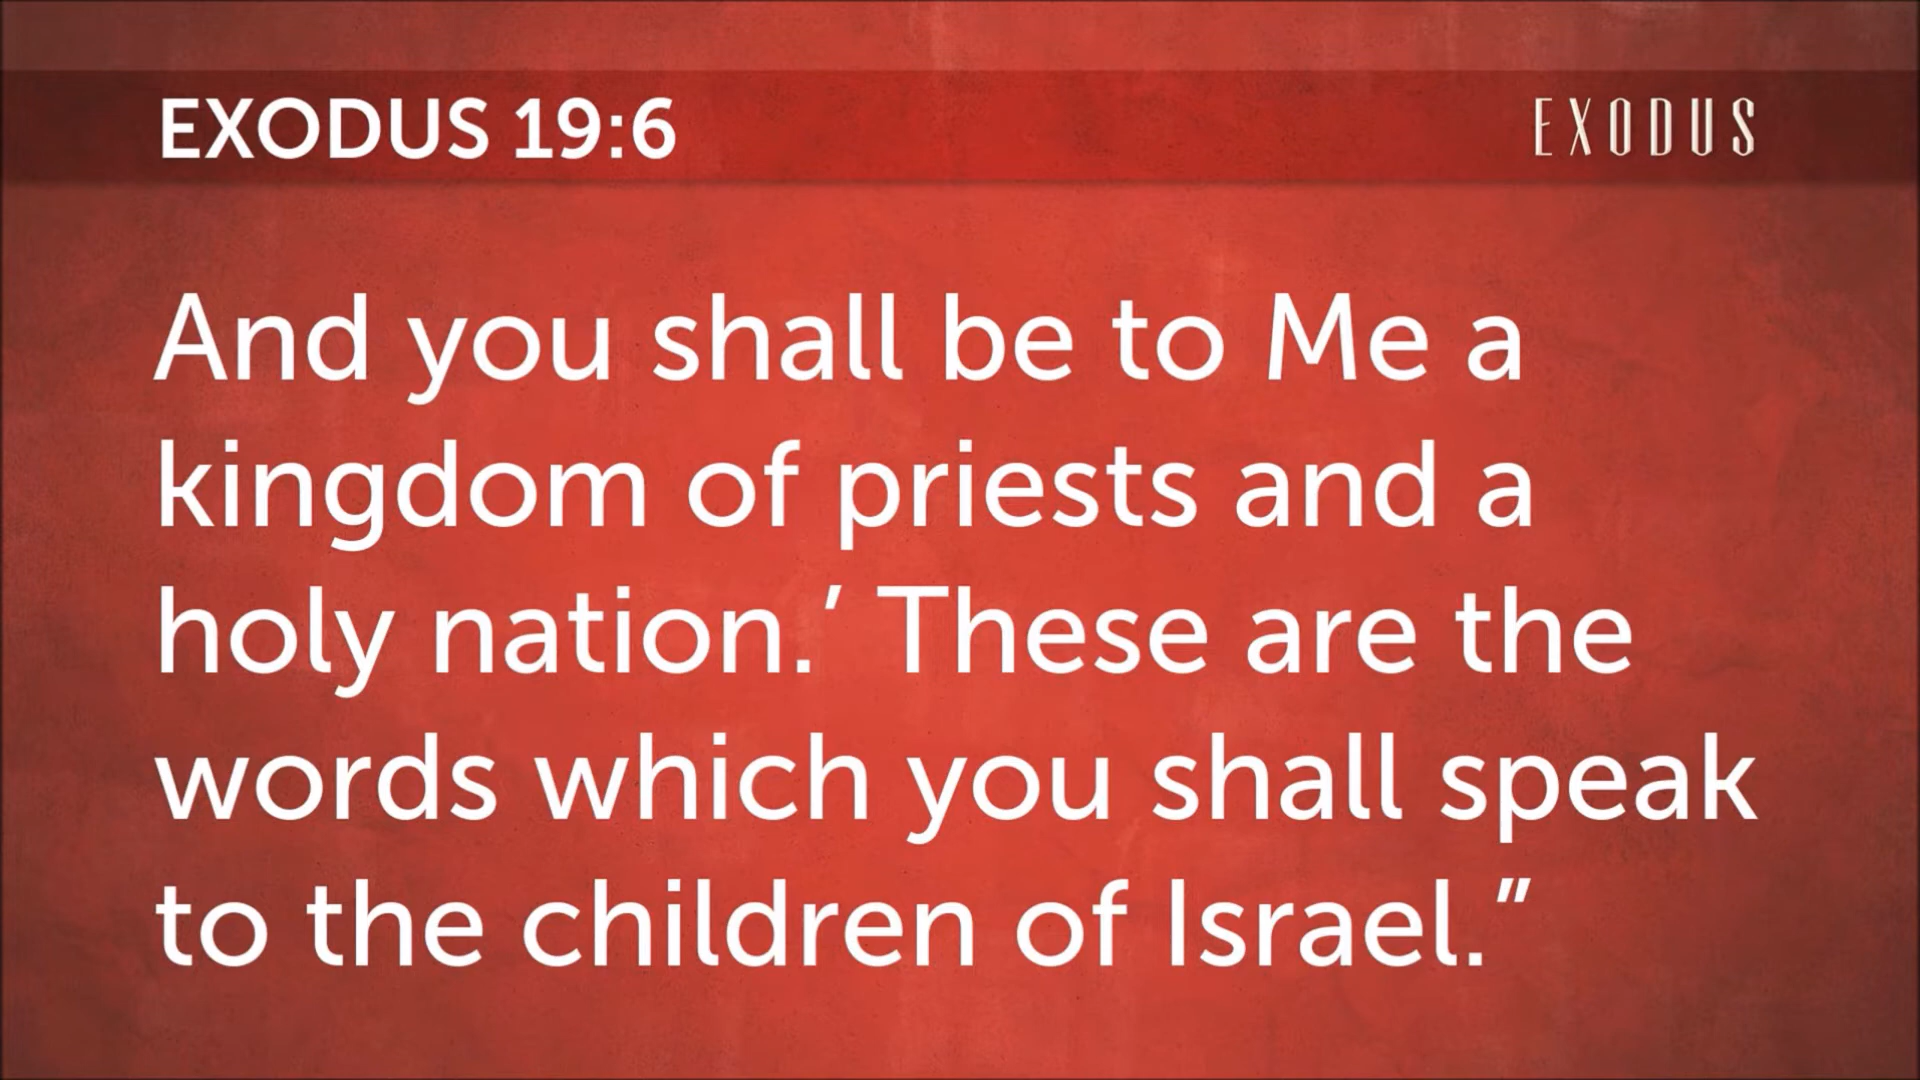 EXODUS 19:6
EXODUS
And you shall be to Me a
kingdom of priests and a
holy nation.’ These are the
words which you shall speak
to the children of Israel.”